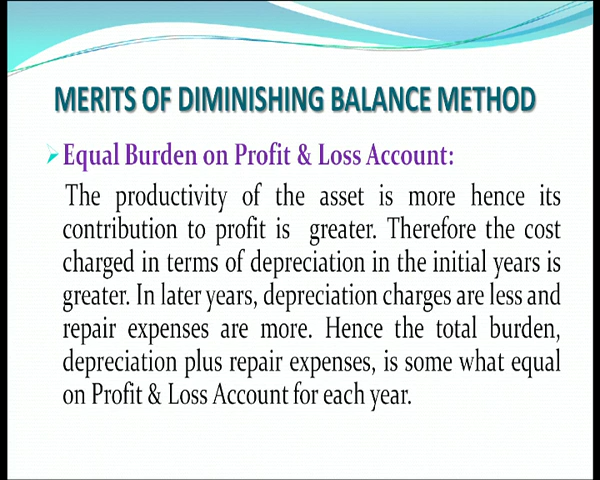 MERITS OF DIMINISHING BALANCE METHOD
Equal Burden on Profit & Loss Account:
The productivity of the asset is more hence its
contribution to profit is greater. Therefore the cost
charged in terms of depreciation in the initial years is
greater. In later years, depreciation charges are less and
repair expenses are more. Hence the total burden,
depreciation plus repair expenses, is some what equal
on Profit & Loss Account for each year.